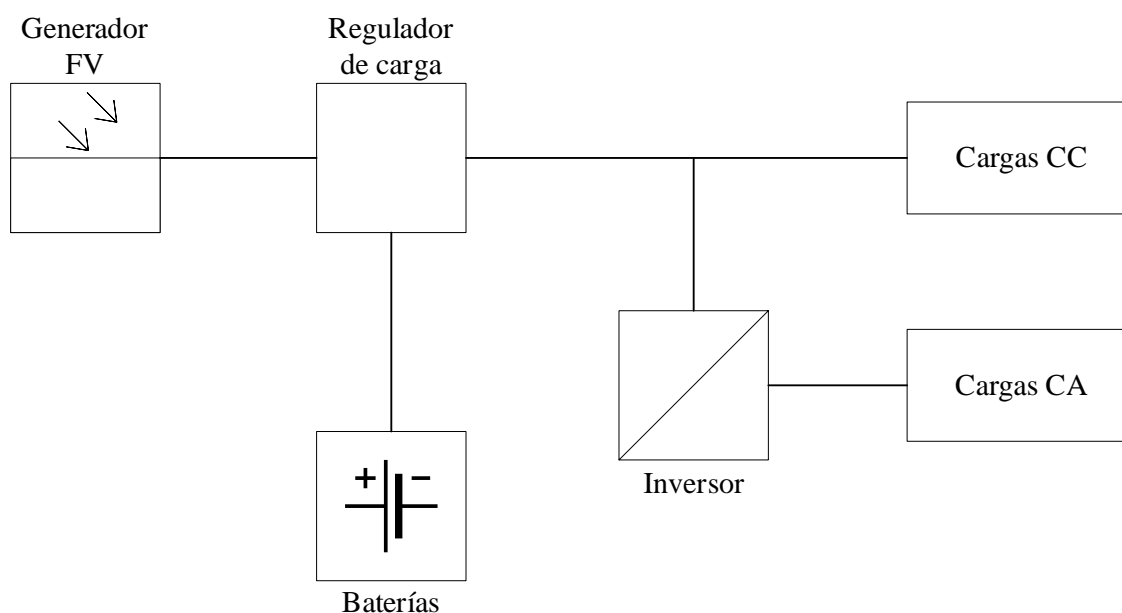 Generador
FV
Regulador
de carga
Cargas CC
Cargas CA
Inversor
+ −
Baterías